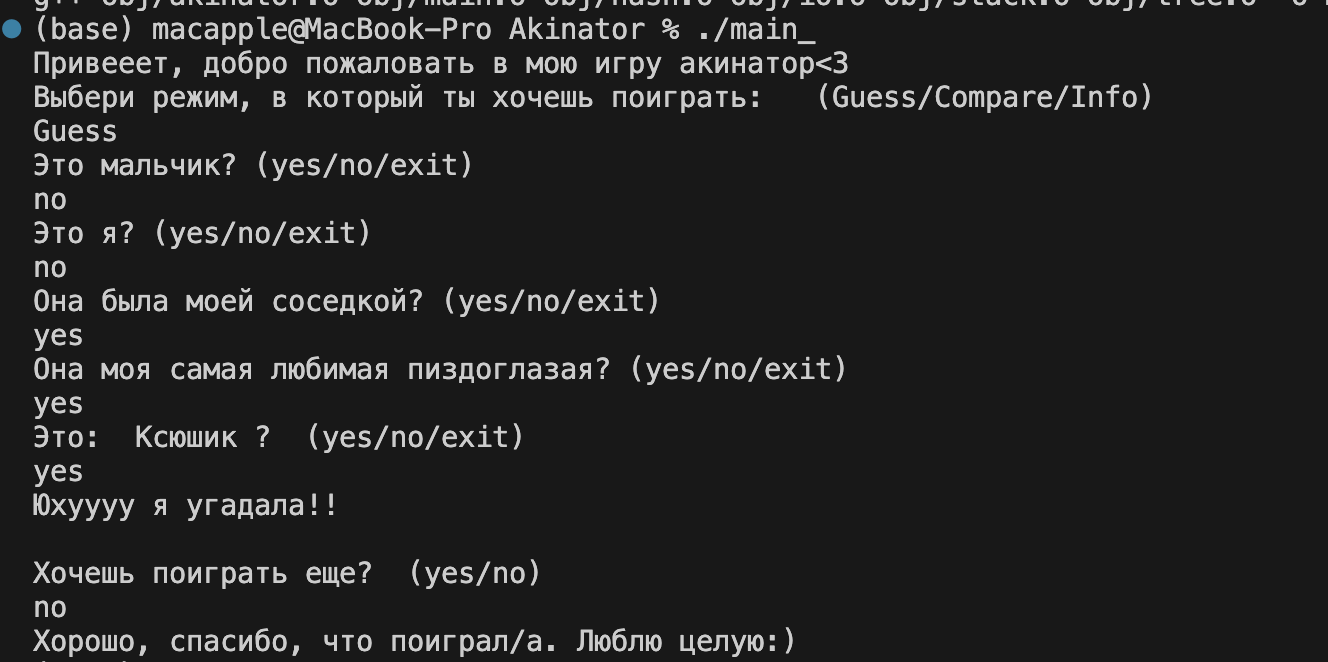 (base) macapple@MacBook-Pro Akinator % ./main_
Привееет, добро пожаловать в мою игру акинатор<3
Выбери режим, в который ты хочешь поиграть:   (Guess/Compare/Info)
Guess
Это мальчик? (yes/no/exit)
no
Это я? (yes/no/exit)
no
Она была моей соседкой? (yes/no/exit)
yes
Она моя самая любимая пиздоглазая? (yes/no/exit)
yes
Это:  Ксюшик ?  (yes/no/exit)
yes
Юхуууу я угадала!!
Хочешь поиграть еще?  (yes/no)
no
Хорошо, спасибо, что поиграл/а. Люблю целую:)